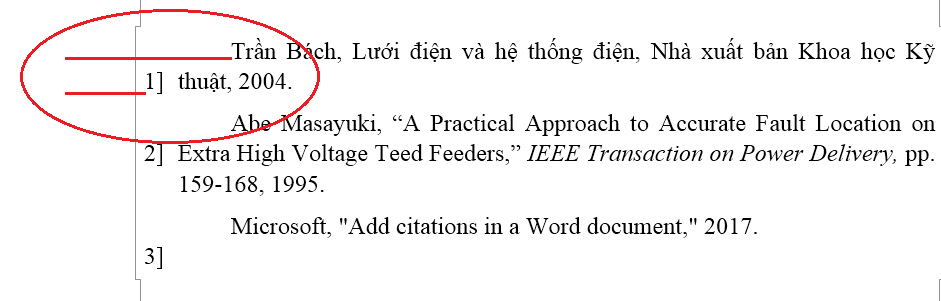 Trần Bách, Lưới điện và hệ thống điện, Nhà xuất bản Khoa học Kỹ
1] thuật, 2004.
Abe Masayuki, “A Practical Approach to Accurate Fault Location on
2] Extra High Voltage Teed Feeders,” IEEE Transaction on Power Delivery, pp.
159-168, 1995.
Microsoft, "Add citations in a Word document," 2017.
3]